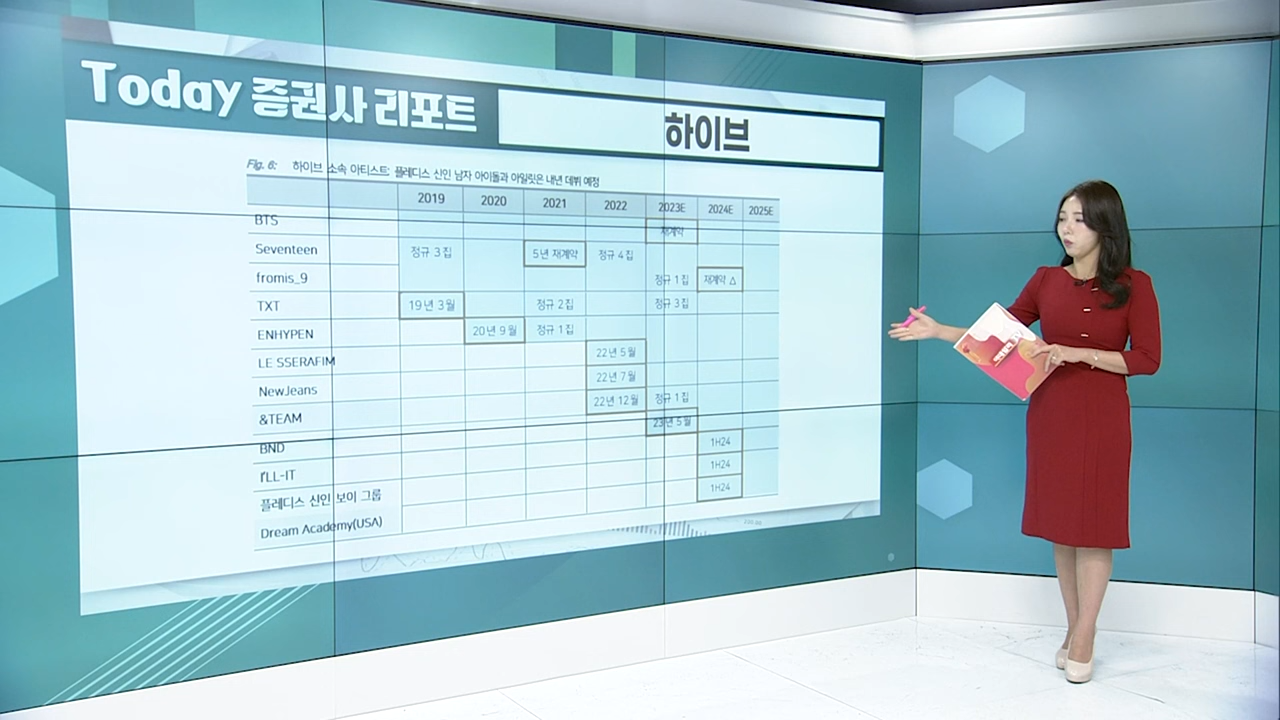 Today 증권사 리포트
하이브
Fig. 6: 하이브 소속 아티스트: 플레디스 신인 남자 아이돌과 아일릿은 내년 데뷔 예정
2019 2020 2021 2022 2023E 2024E 2025E
BTS 재계약
Seventeen 정규 3집 5년 재계약 정규 4집
fromis_9 정규 1집 재계약 △
TXT 19년 3월 정규 2집 정규 3집
ENHYPEN 20년 9월 정규 1집
LE SSERAFIM 22년 5월
NewJeans 22년 7월
&TEAM 22년 12월 정규 1집
BND 23년 5월
I'LL-IT 1H24
플레디스 신인 보이 그룹 1H24
Dream Academy(USA) 1H24